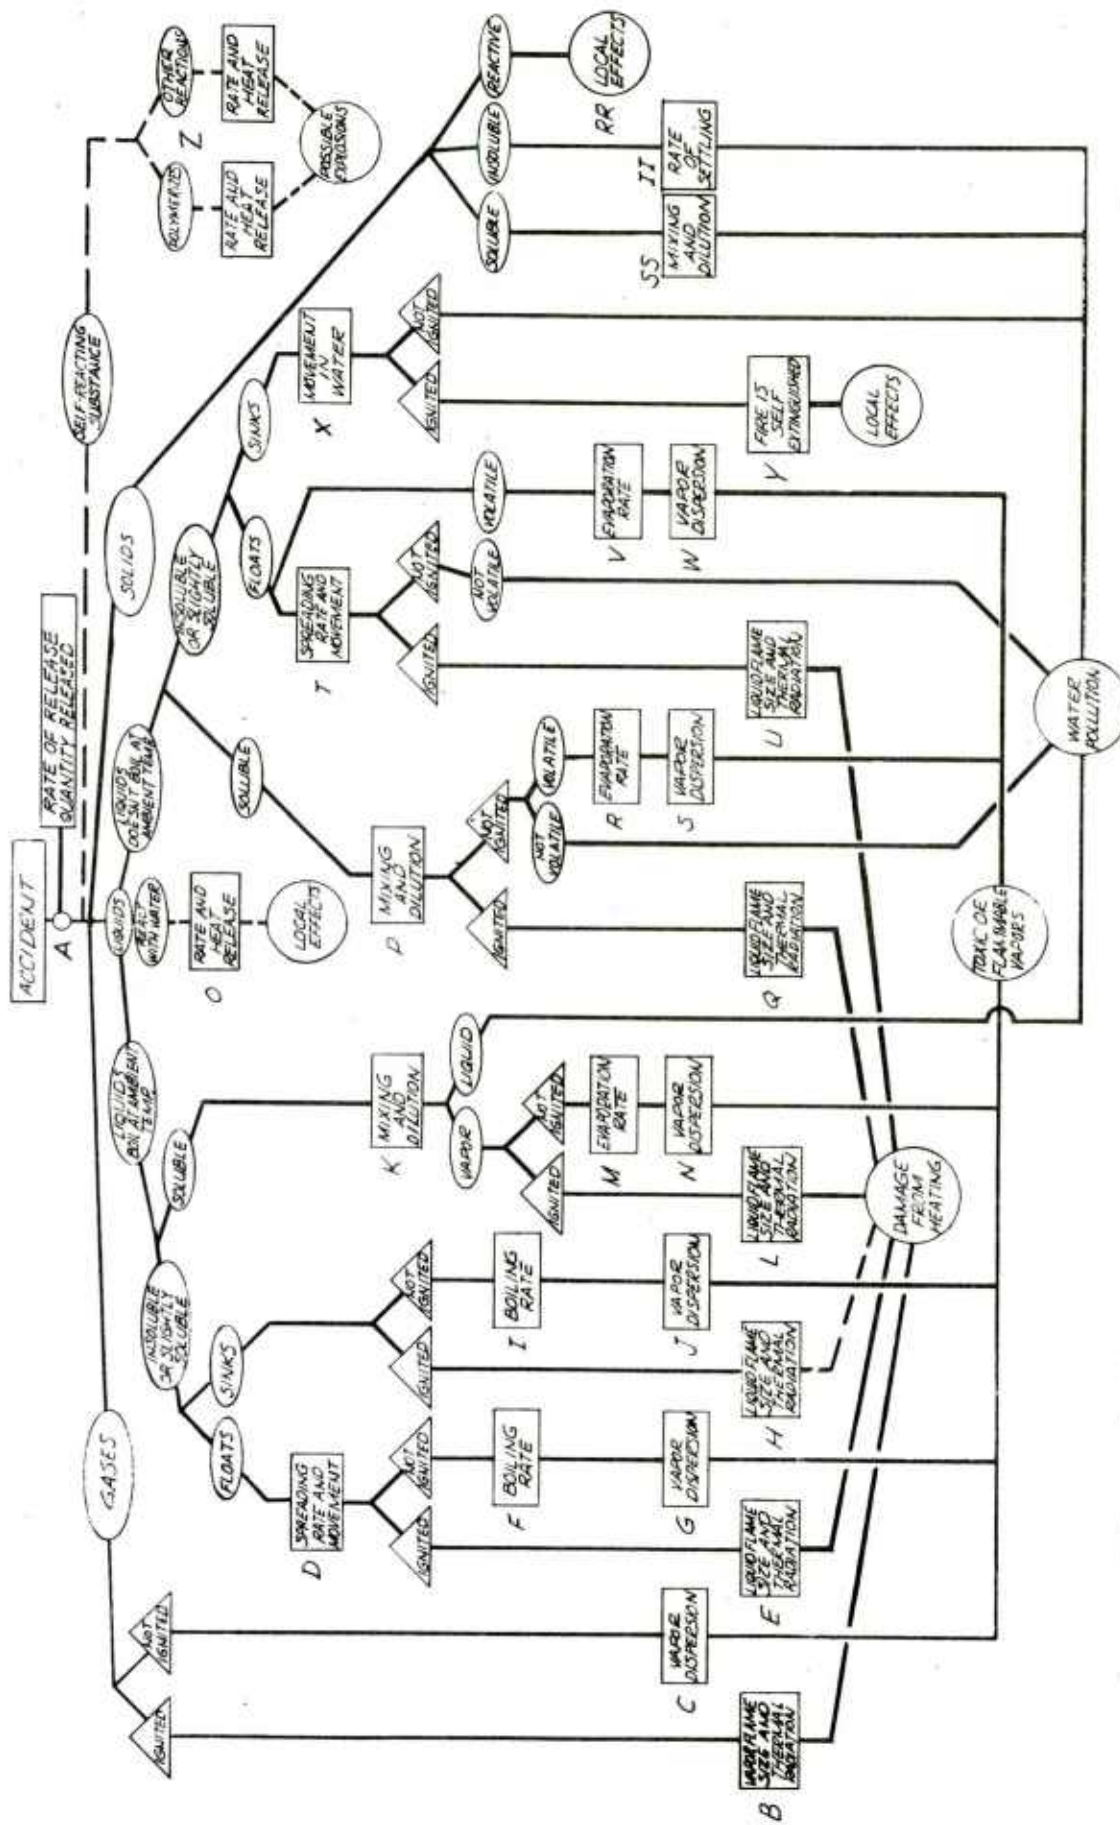 ACCIDENT
RATE OF RELEASE
QUANTITY RELEASED
A
GASES
LIQUIDS
BOIL AT AMBIENT
TEMP
LIQUIDS
REACT
WITH WATER
LIQUIDS
DOESN'T BOIL AT
AMBIENT TEMP
SOLIDS
SELF-REACTING
SUBSTANCE
IGNITED
NOT
IGNITED
INSOLUBLE
OR SLIGHTLY
SOLUBLE
SOLUBLE
RATE AND
HEAT
RELEASE
O
LOCAL
EFFECTS
SOLUBLE
INSOLUBLE
OR SLIGHTLY
SOLUBLE
POLYMERIZES
OTHER
REACTIONS
Z
RATE AND
HEAT
RELEASE
RATE AND
HEAT
RELEASE
POSSIBLE
EXPLOSIONS
FLOATS
SINKS
FLOATS
SINKS
SPREADING
RATE AND
MOVEMENT
D
SPREADING
RATE AND
MOVEMENT
T
MOVEMENT
IN
WATER
X
IGNITED
NOT
IGNITED
IGNITED
NOT
IGNITED
MIXING
AND
DILUTION
K
MIXING
AND
DILUTION
P
IGNITED
NOT
IGNITED
IGNITED
NOT
IGNITED
VAPOR
LIQUID
IGNITED
NOT
IGNITED
NOT
VOLATILE
VOLATILE
SOLUBLE
INSOLUBLE
REACTIVE
BOILING
RATE
F
BOILING
RATE
I
IGNITED
NOT
IGNITED
NOT
VOLATILE
VOLATILE
LOCAL
EFFECTS
RR
EVAPORATION
RATE
M
EVAPORATION
RATE
R
EVAPORATION
RATE
V
VAPOR
DISPERSION
C
VAPOR
DISPERSION
G
VAPOR
DISPERSION
J
VAPOR
DISPERSION
N
VAPOR
DISPERSION
S
VAPOR
DISPERSION
W
MIXING
AND
DILUTION
SS
RATE
OF
SETTLING
II
VAPOR FLAME
SIZE AND
THERMAL
RADIATION
B
LIQUID FLAME
SIZE AND
THERMAL
RADIATION
E
LIQUID FLAME
SIZE AND
THERMAL
RADIATION
H
LIQUID FLAME
SIZE AND
THERMAL
RADIATION
L
LIQUID FLAME
SIZE AND
THERMAL
RADIATION
Q
LIQUID FLAME
SIZE AND
THERMAL
RADIATION
U
FIRE IS
SELF
EXTINGUISHED
Y
LOCAL
EFFECTS
DAMAGE
FROM
HEATING
TOXIC OR
FLAMMABLE
VAPORS
WATER
POLLUTION